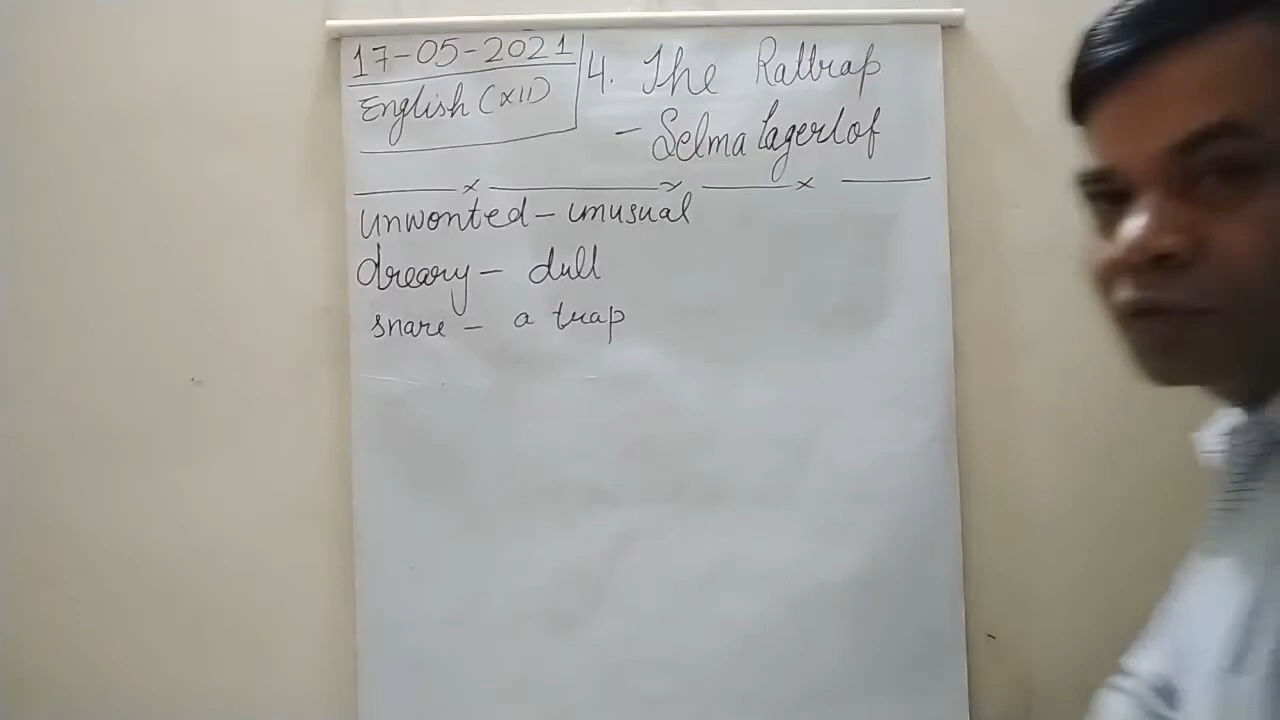 17-05-2021
English (XII)
4. The Rattrap
- Selma Lagerlof
unwonted - unusual
dreary - dull
snare - a trap